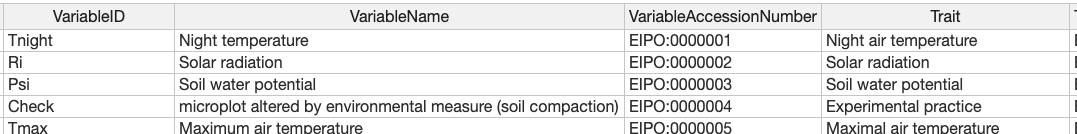 VariableID VariableName VariableAccessionNumber Trait
Tnight Night temperature EIPO:0000001 Night air temperature
Ri Solar radiation EIPO:0000002 Solar radiation
Psi Soil water potential EIPO:0000003 Soil water potential
Check microplot altered by environmental measure (soil compaction) EIPO:0000004 Experimental practice
Tmax Maximum air temperature EIPO:0000005 Maximal air temperature